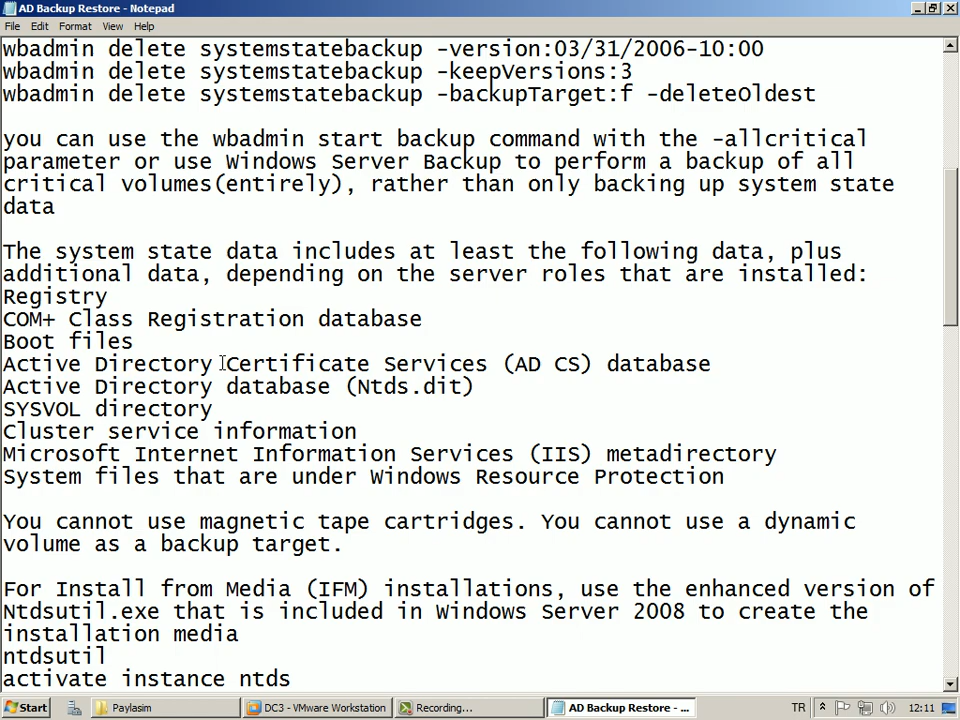 AD Backup Restore - Notepad
File Edit Format View Help
wbadmin delete systemstatebackup -version:03/31/2006-10:00
wbadmin delete systemstatebackup -keepVersions:3
wbadmin delete systemstatebackup -backupTarget:f -deleteOldest
you can use the wbadmin start backup command with the -allcritical
parameter or use Windows Server Backup to perform a backup of all
critical volumes(entirely), rather than only backing up system state
data
The system state data includes at least the following data, plus
additional data, depending on the server roles that are installed:
Registry
COM+ Class Registration database
Boot files
Active Directory Certificate Services (AD CS) database
Active Directory database (Ntds.dit)
SYSVOL directory
Cluster service information
Microsoft Internet Information Services (IIS) metadirectory
System files that are under Windows Resource Protection
You cannot use magnetic tape cartridges. You cannot use a dynamic
volume as a backup target.
For Install from Media (IFM) installations, use the enhanced version of
Ntdsutil.exe that is included in Windows Server 2008 to create the
installation media
ntdsutil
activate instance ntds
Start Paylasim DC3 - VMware Workstation Recording... AD Backup Restore - ... TR 12:11